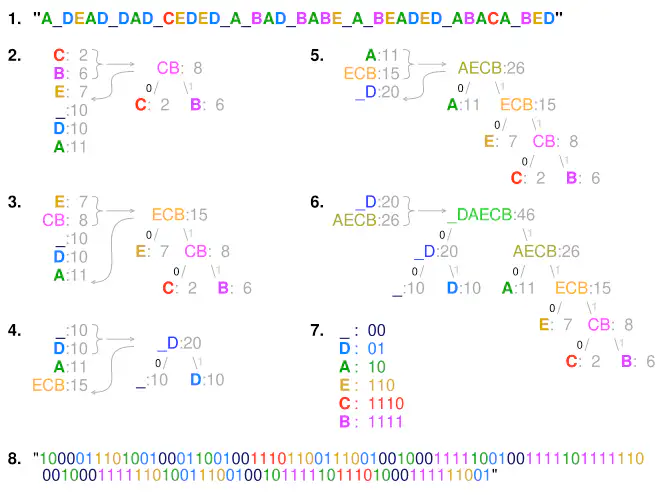 1. "A_DEAD_DAD_CEDED_A_BAD_BABE_A_BEADED_ABACA_BED"
2. C: 2
B: 6
E: 7
_:10
D:10
A:11
CB: 8
0 1
C: 2 B: 6
5. A:11
ECB:15
_D:20
AECB:26
0 1
A:11 ECB:15
0 1
E: 7 CB: 8
0 1
C: 2 B: 6
3. E: 7
CB: 8
_:10
D:10
A:11
ECB:15
0 1
E: 7 CB: 8
0 1
C: 2 B: 6
6. _D:20
AECB:26
_DAECB:46
0 1
_D:20 AECB:26
0 1 0 1
_:10 D:10 A:11 ECB:15
0 1
E: 7 CB: 8
0 1
C: 2 B: 6
4. _:10
D:10
A:11
ECB:15
_D:20
0 1
_:10 D:10
7. _ : 00
D : 01
A : 10
E : 110
C : 1110
B : 1111
8. "100001110100100011001001110110011100100100011111001001111101111110
0010001111110100111001001011111011101000111111001"